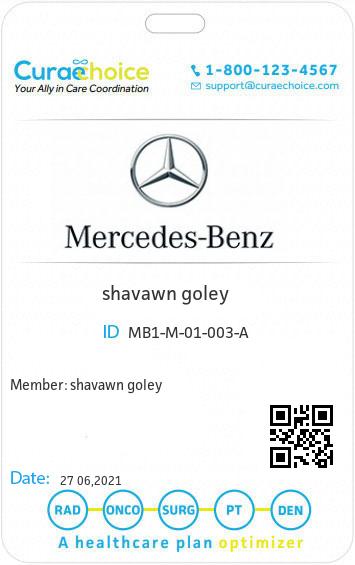 Curaechoice
Your Ally in Care Coordination
1-800-123-4567
support@curaechoice.com
Mercedes-Benz
shavawn goley
ID MB1-M-01-003-A
Member: shavawn goley
Date: 27 06,2021
RAD ONCO SURG PT DEN
A healthcare plan optimizer